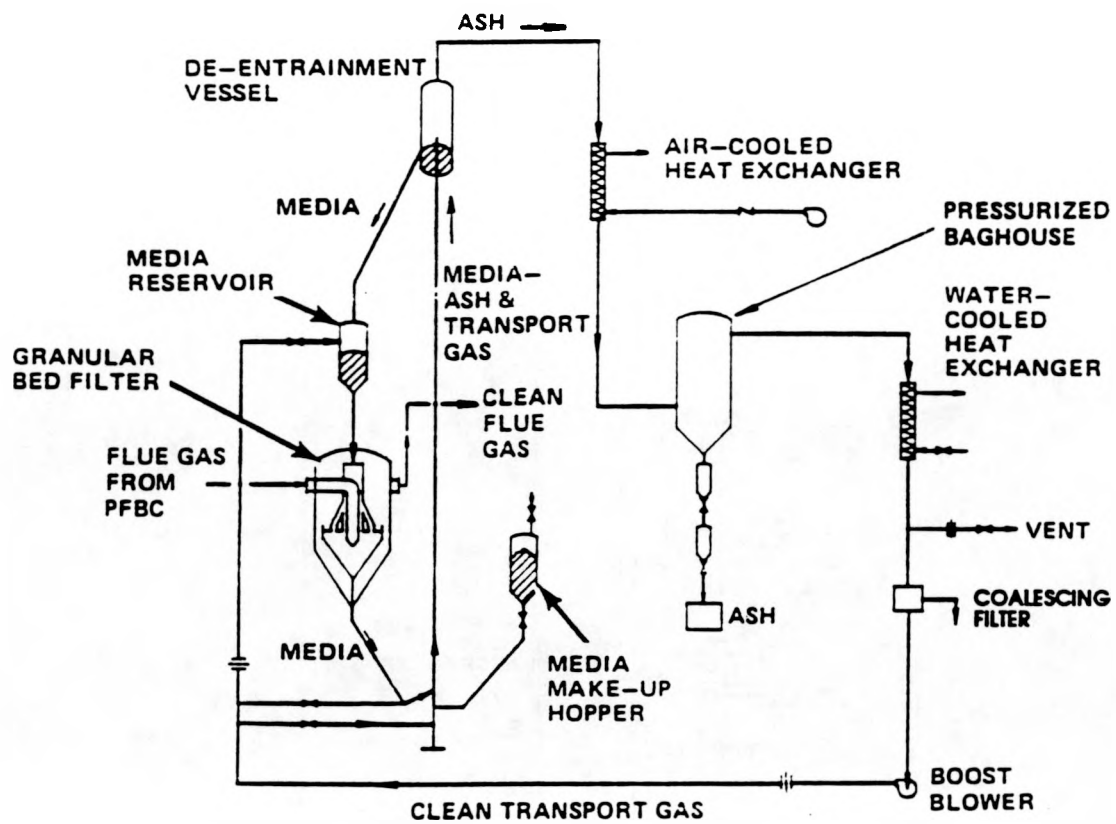 ASH
DE-ENTRAINMENT
VESSEL
AIR-COOLED
HEAT EXCHANGER
MEDIA
PRESSURIZED
BAGHOUSE
MEDIA
RESERVOIR
MEDIA-
ASH &
TRANSPORT
GAS
WATER-
COOLED
HEAT
EXCHANGER
GRANULAR
BED FILTER
CLEAN
FLUE
GAS
FLUE GAS
FROM
PFBC
VENT
COALESCING
FILTER
ASH
MEDIA
MEDIA
MAKE-UP
HOPPER
BOOST
BLOWER
CLEAN TRANSPORT GAS